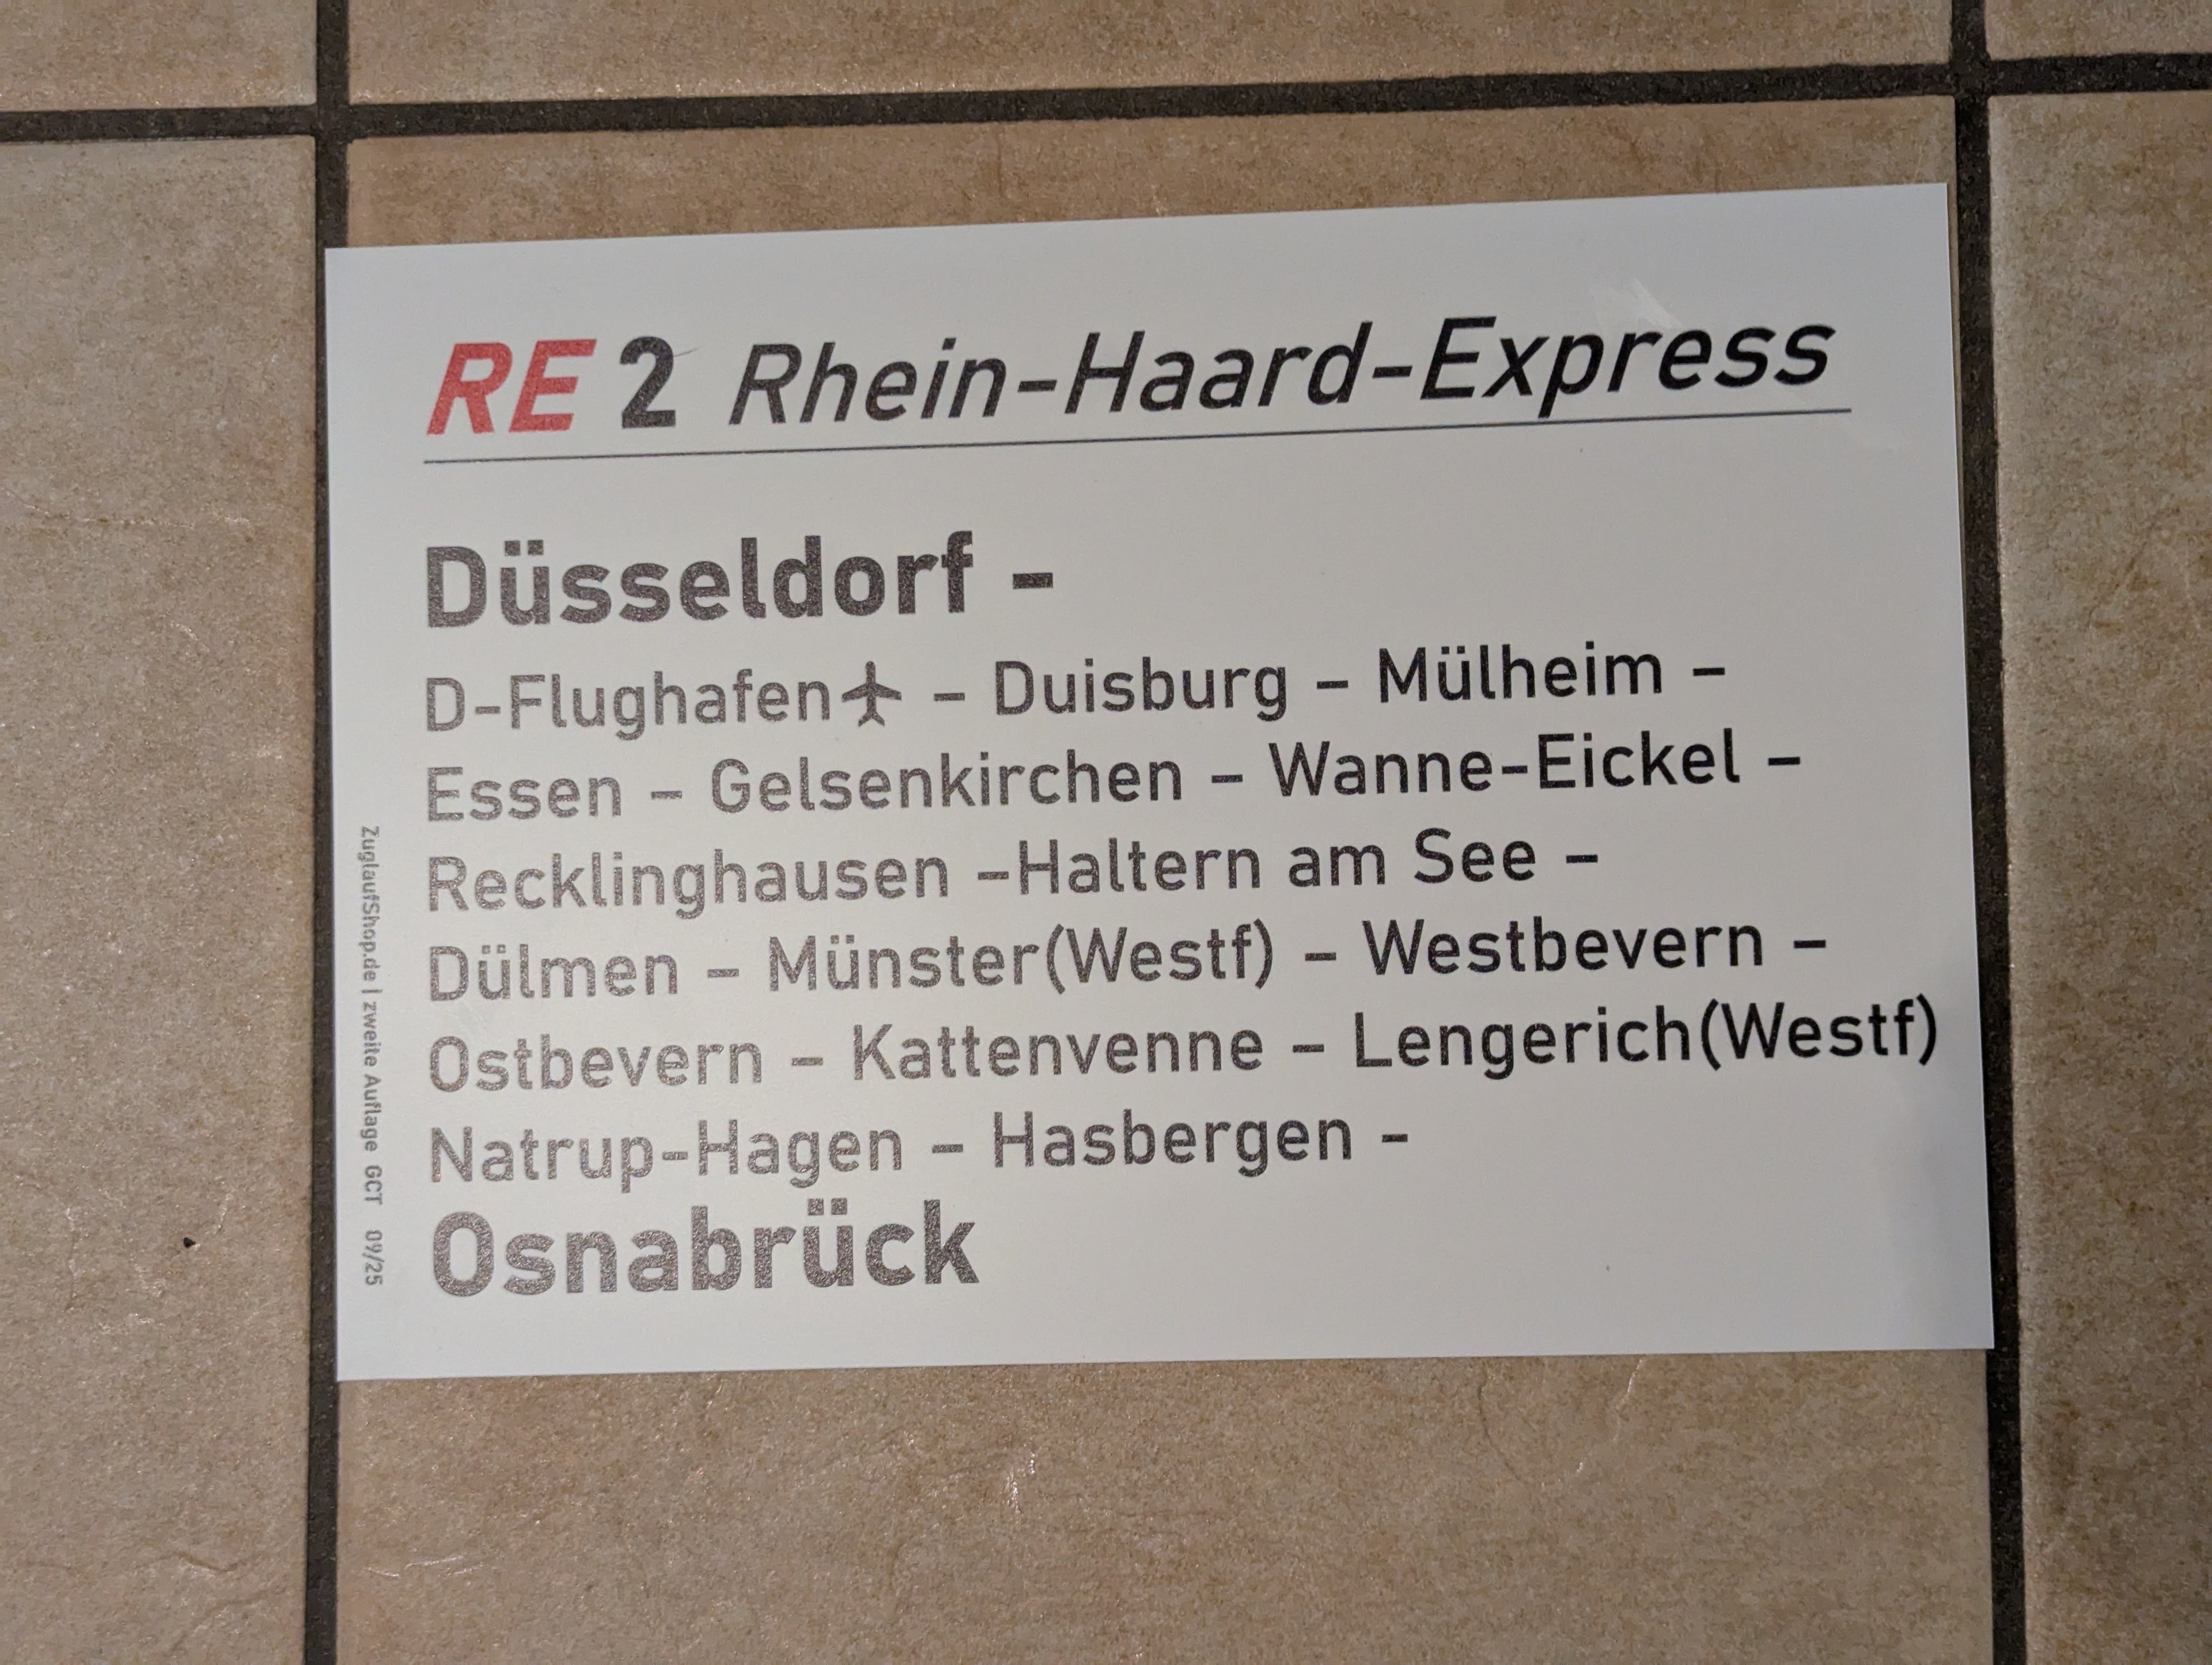 RE 2 Rhein-Haard-Express
Düsseldorf -
D-Flughafen ✈ – Duisburg – Mülheim –
Essen – Gelsenkirchen – Wanne-Eickel –
Recklinghausen –Haltern am See –
Dülmen – Münster(Westf) – Westbevern –
Ostbevern – Kattenvenne – Lengerich(Westf)
Natrup-Hagen – Hasbergen -
Osnabrück
ZuglaufShop.de | zweite Auflage GCT 09/25